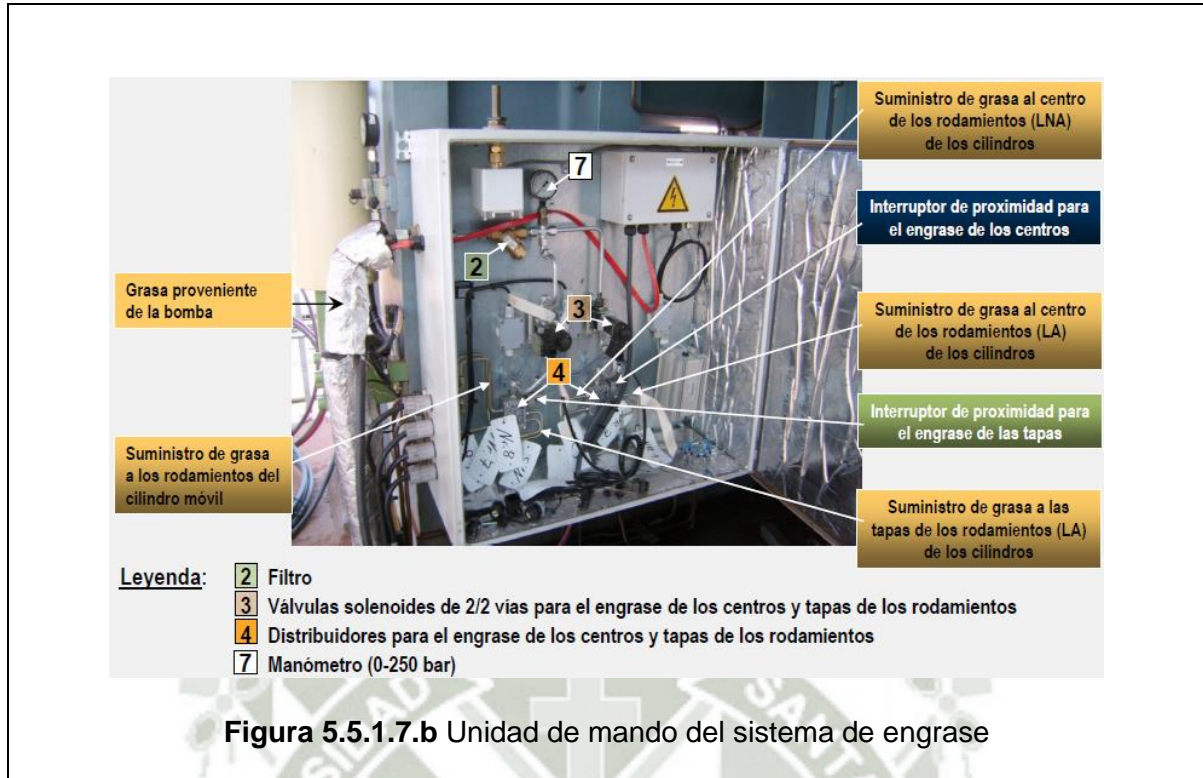 Suministro de grasa al centro
de los rodamientos (LNA)
de los cilindros
7
Interruptor de proximidad para
el engrase de los centros
2
Grasa proveniente
de la bomba
3
Suministro de grasa al centro
de los rodamientos (LA)
de los cilindros
4
Interruptor de proximidad para
el engrase de las tapas
Suministro de grasa
a los rodamientos del
cilindro móvil
Suministro de grasa a las
tapas de los rodamientos (LA)
de los cilindros
Leyenda:
2 Filtro
3 Válvulas solenoides de 2/2 vías para el engrase de los centros y tapas de los rodamientos
4 Distribuidores para el engrase de los centros y tapas de los rodamientos
7 Manómetro (0-250 bar)
Figura 5.5.1.7.b Unidad de mando del sistema de engrase